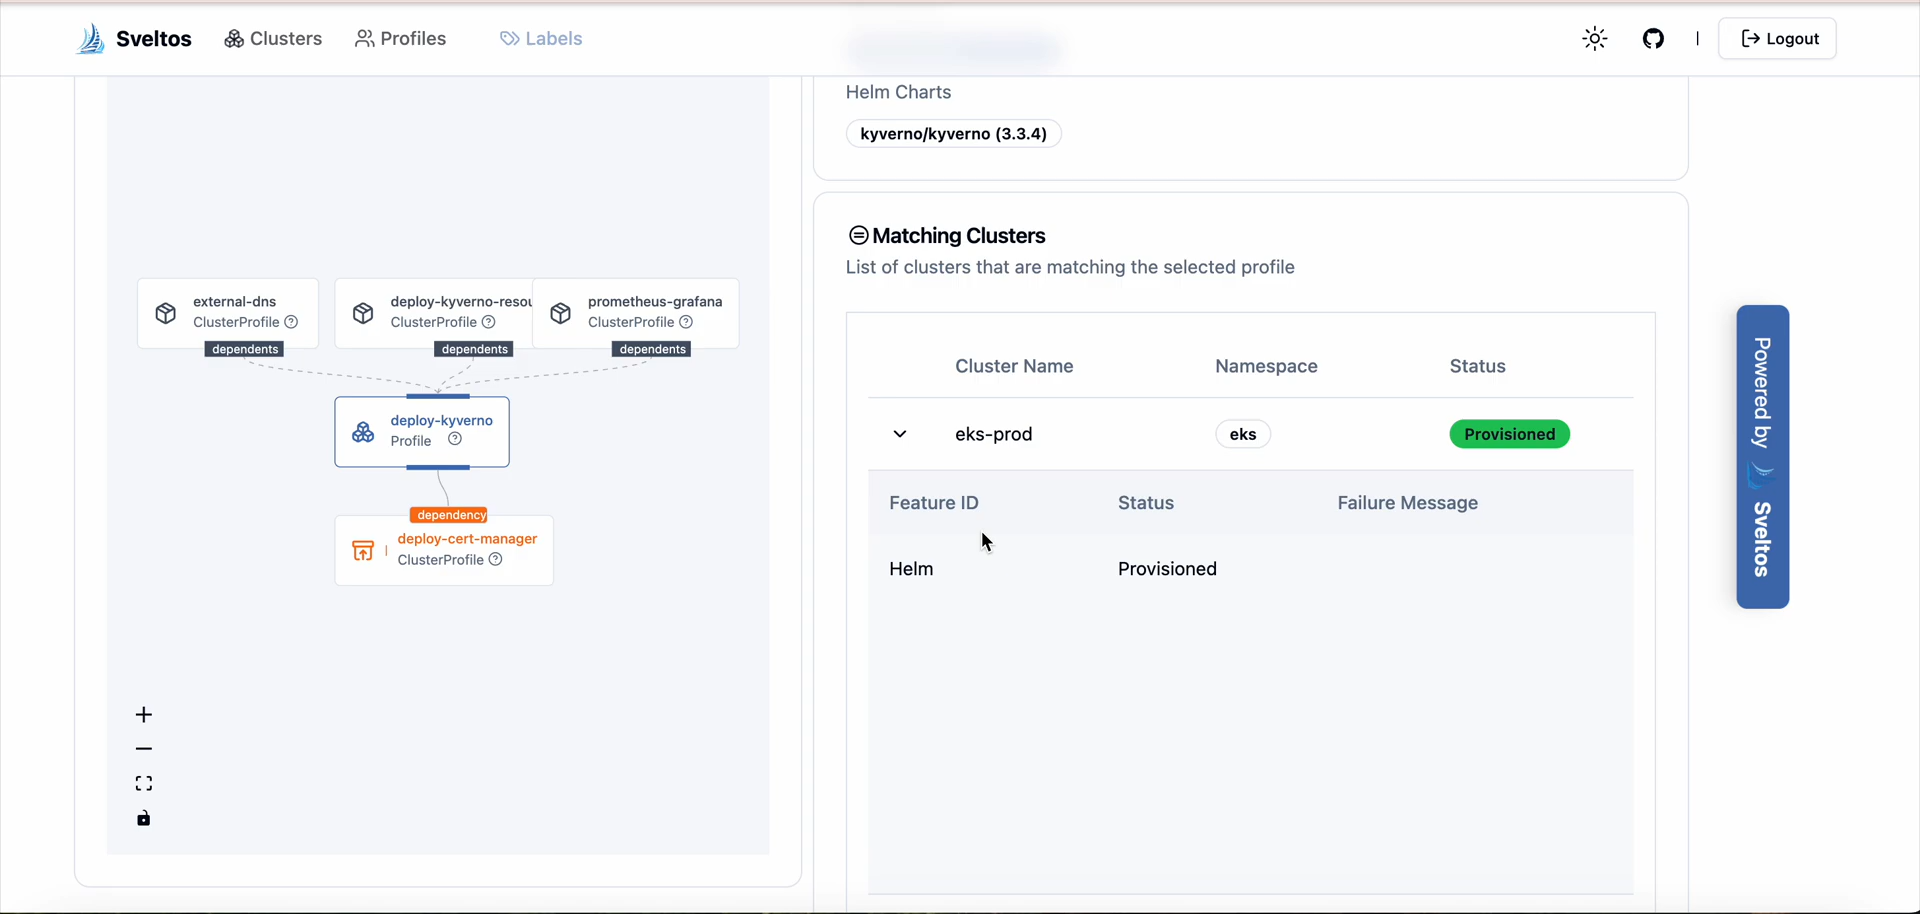 Sveltos
Clusters
Profiles
Labels
Logout
external-dns
ClusterProfile
dependents
deploy-kyverno-resou
ClusterProfile
dependents
prometheus-grafana
ClusterProfile
dependents
deploy-kyverno
Profile
dependency
deploy-cert-manager
ClusterProfile
Helm Charts
kyverno/kyverno (3.3.4)
Matching Clusters
List of clusters that are matching the selected profile
Cluster Name Namespace Status
eks-prod eks Provisioned
Feature ID Status Failure Message
Helm Provisioned
Powered by Sveltos